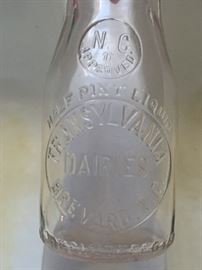 N.C.
APPROVED
HALF PINT LIQUID
TRANSYLVANIA
DAIRIES
BREVARD, N.C.